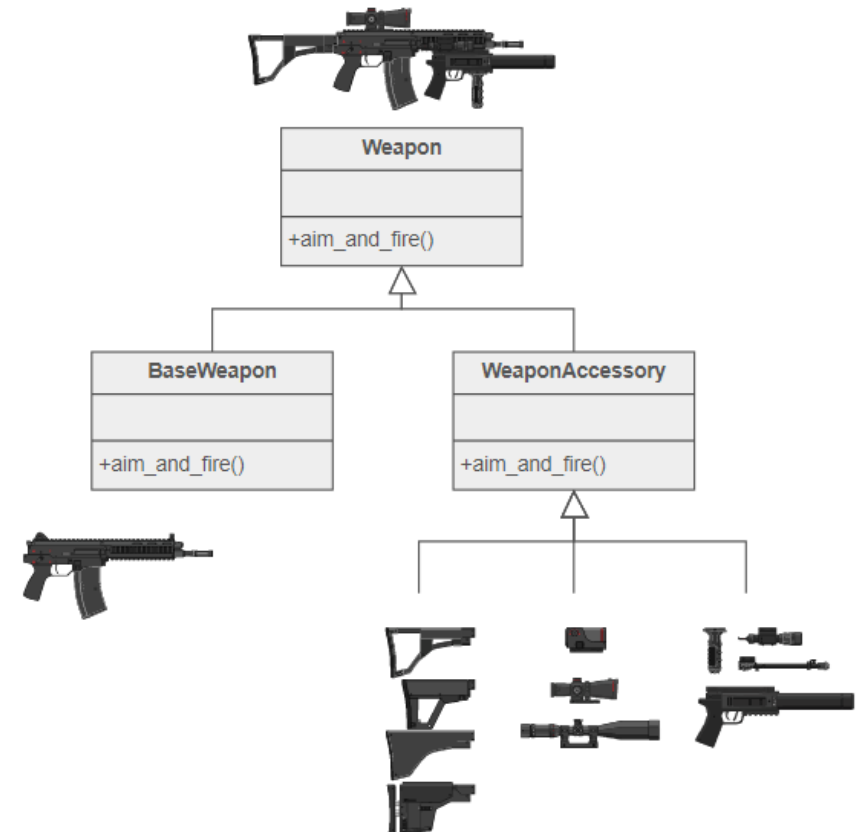 Weapon
+aim_and_fire()
BaseWeapon
+aim_and_fire()
WeaponAccessory
+aim_and_fire()